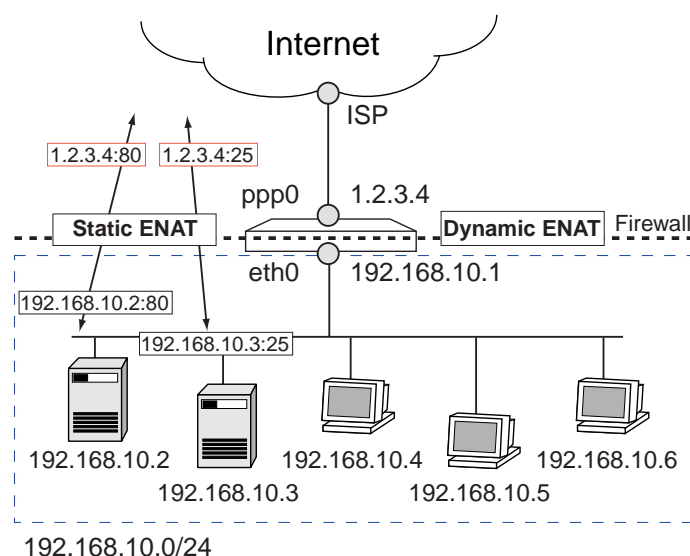 Internet
ISP
1.2.3.4:80
1.2.3.4:25
ppp0
1.2.3.4
Static ENAT
Dynamic ENAT
Firewall
eth0
192.168.10.1
192.168.10.2:80
192.168.10.3:25
192.168.10.2
192.168.10.3
192.168.10.4
192.168.10.5
192.168.10.6
192.168.10.0/24